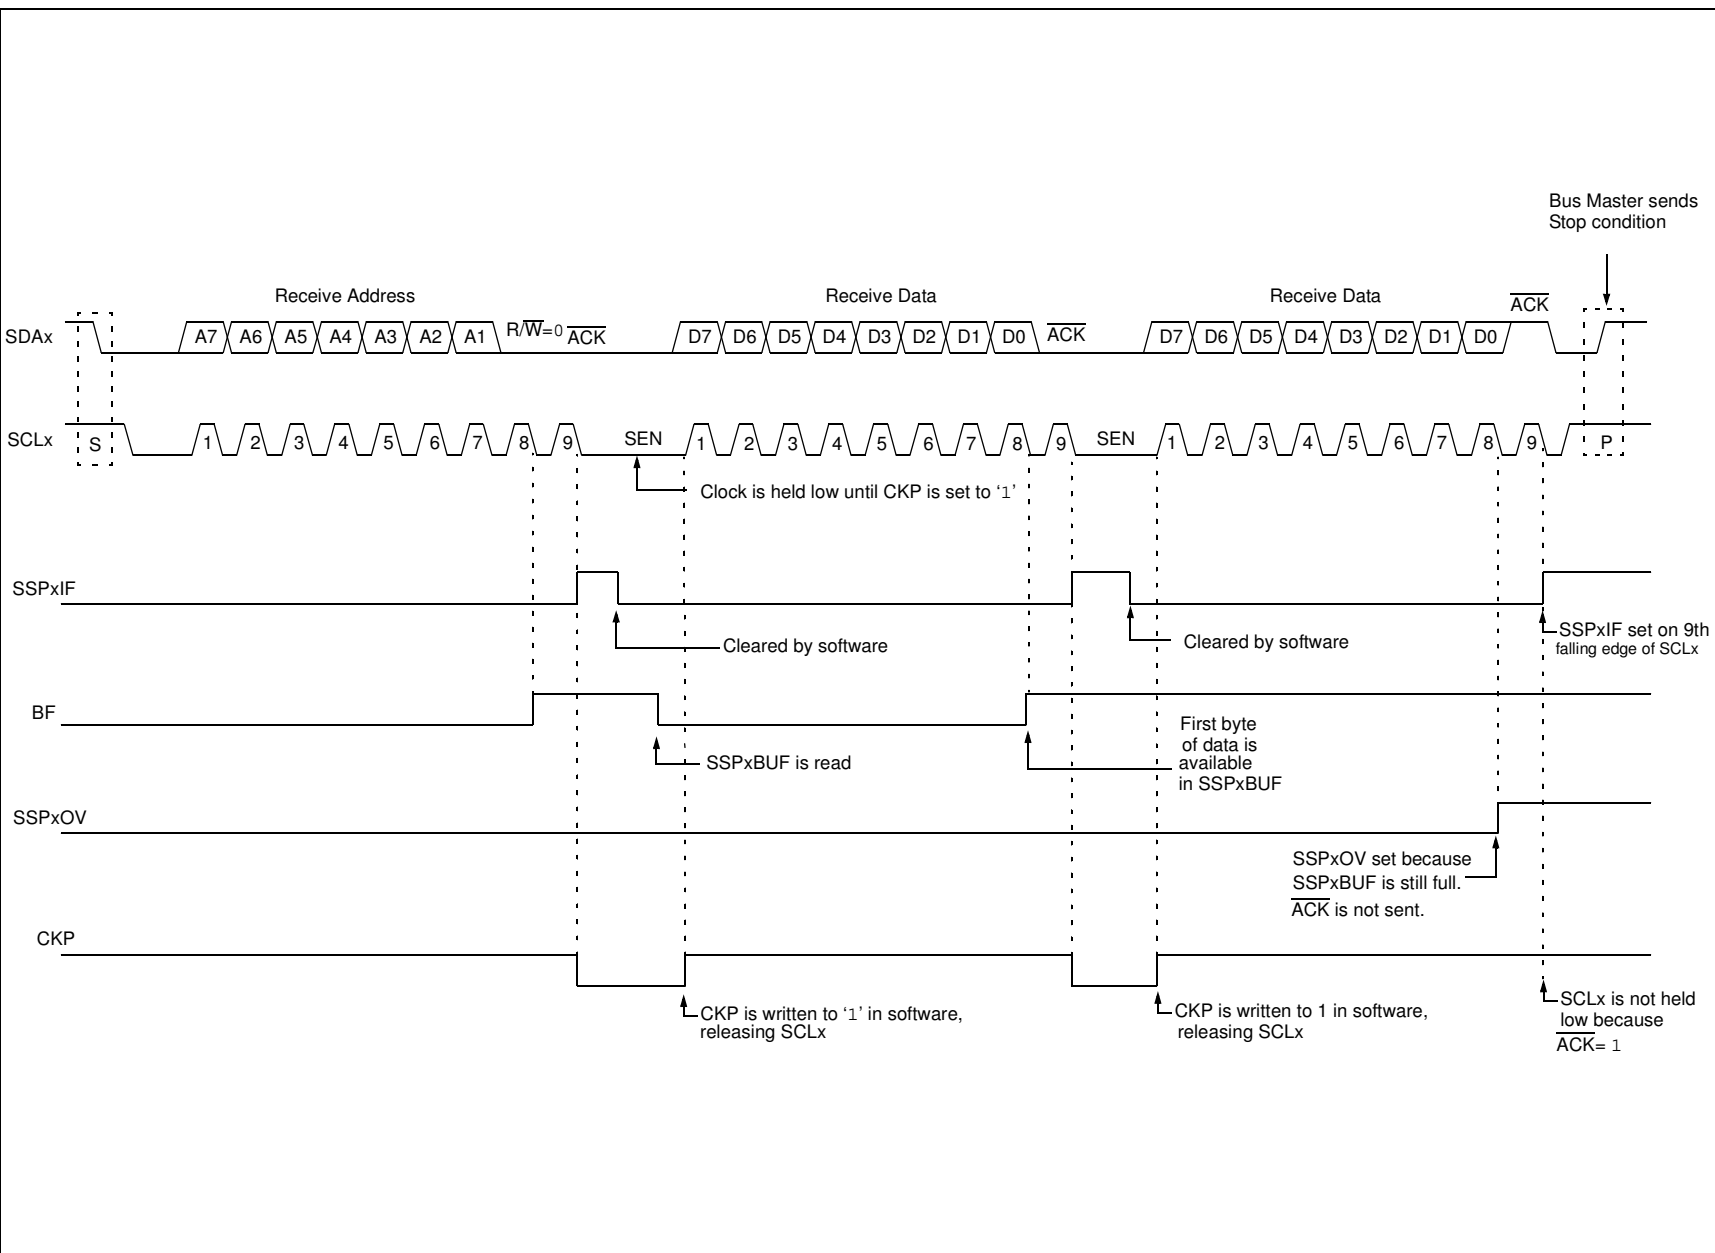 Bus Master sends
Stop condition
Receive Address
Receive Data
Receive Data
ACK
SDAx
A7 A6 A5 A4 A3 A2 A1 R/W=0 ACK
D7 D6 D5 D4 D3 D2 D1 D0 ACK
D7 D6 D5 D4 D3 D2 D1 D0
SCLx
S
1 2 3 4 5 6 7 8 9 SEN
1 2 3 4 5 6 7 8 9 SEN
1 2 3 4 5 6 7 8 9
P
Clock is held low until CKP is set to ‘1’
SSPxIF
Cleared by software
Cleared by software
SSPxIF set on 9th
falling edge of SCLx
BF
SSPxBUF is read
First byte
of data is
available
in SSPxBUF
SSPxOV
SSPxOV set because
SSPxBUF is still full.
ACK is not sent.
CKP
CKP is written to ‘1’ in software,
releasing SCLx
CKP is written to 1 in software,
releasing SCLx
SCLx is not held
low because
ACK= 1